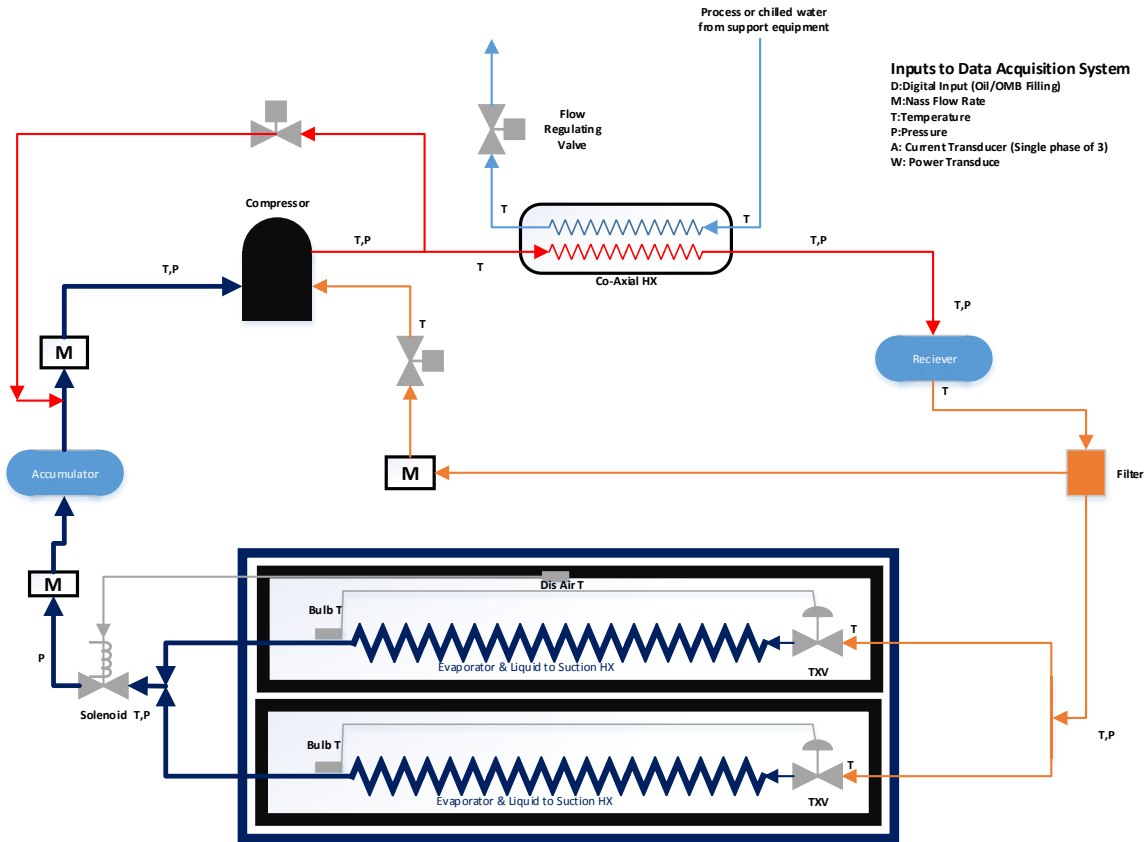 Process or chilled water
from support equipment
Inputs to Data Acquisition System
D:Digital Input (Oil/OMB Filling)
M:Nass Flow Rate
T:Temperature
P:Pressure
A: Current Transducer (Single phase of 3)
W: Power Transduce
Flow
Regulating
Valve
Compressor
T
T
T,P
T,P
T,P
T
Co-Axial HX
T,P
T
M
Reciever
T
Accumulator
M
Filter
M
Dis Air T
Bulb T
T
P
Evaporator & Liquid to Suction HX
TXV
Solenoid T,P
T,P
Bulb T
T
Evaporator & Liquid to Suction HX
TXV